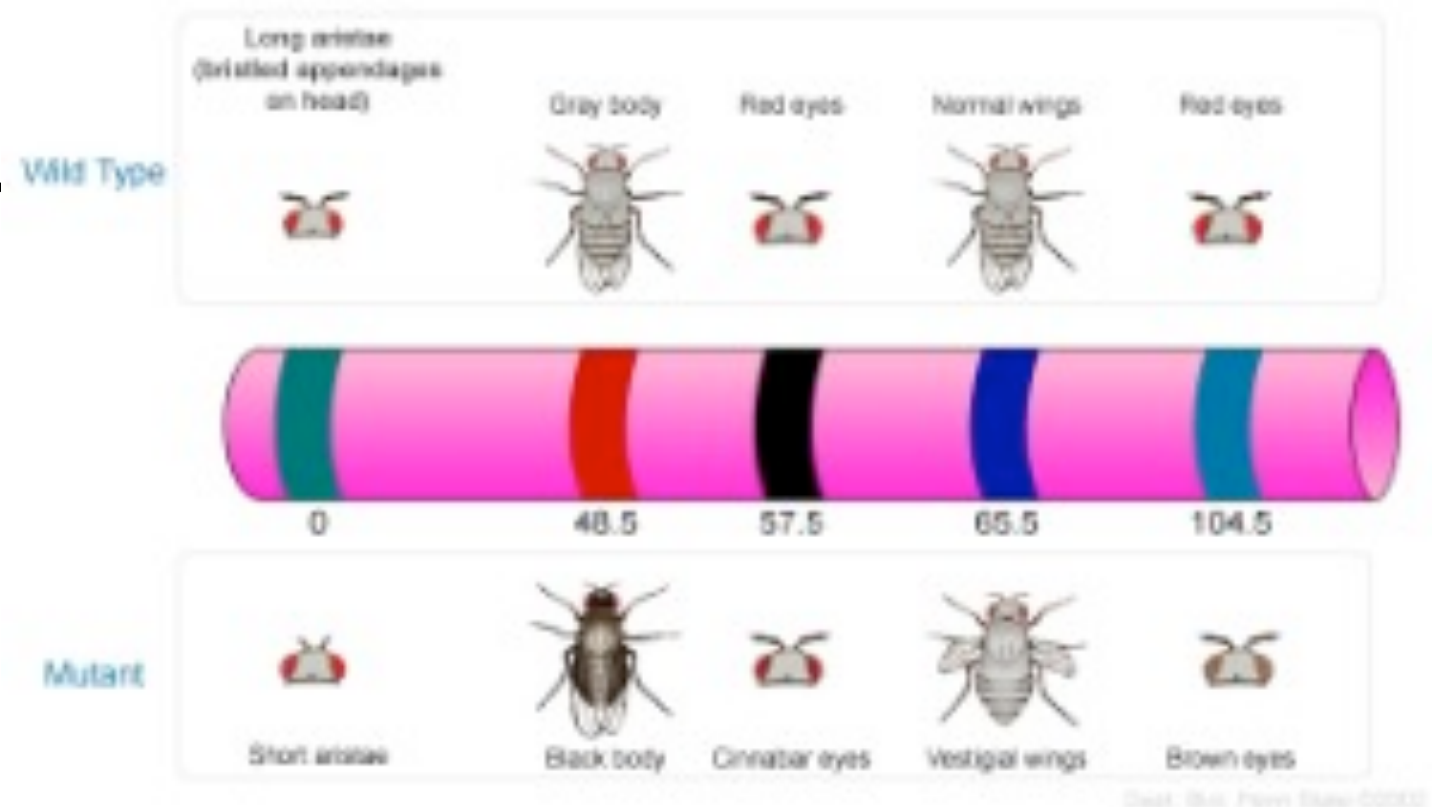 Long aristae
(bristled appendages
on head)
Gray body
Red eyes
Normal wings
Red eyes
Wild Type
0
48.5
57.5
65.5
104.5
Mutant
Short aristae
Black body
Cinnabar eyes
Vestigial wings
Brown eyes